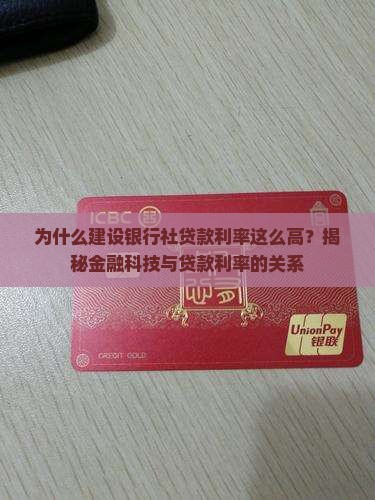 ICBC
为什么建设银行社贷款利率这么高？揭
秘金融科技与贷款利率的关系
UnionPay
银联
CREDIT GOLD